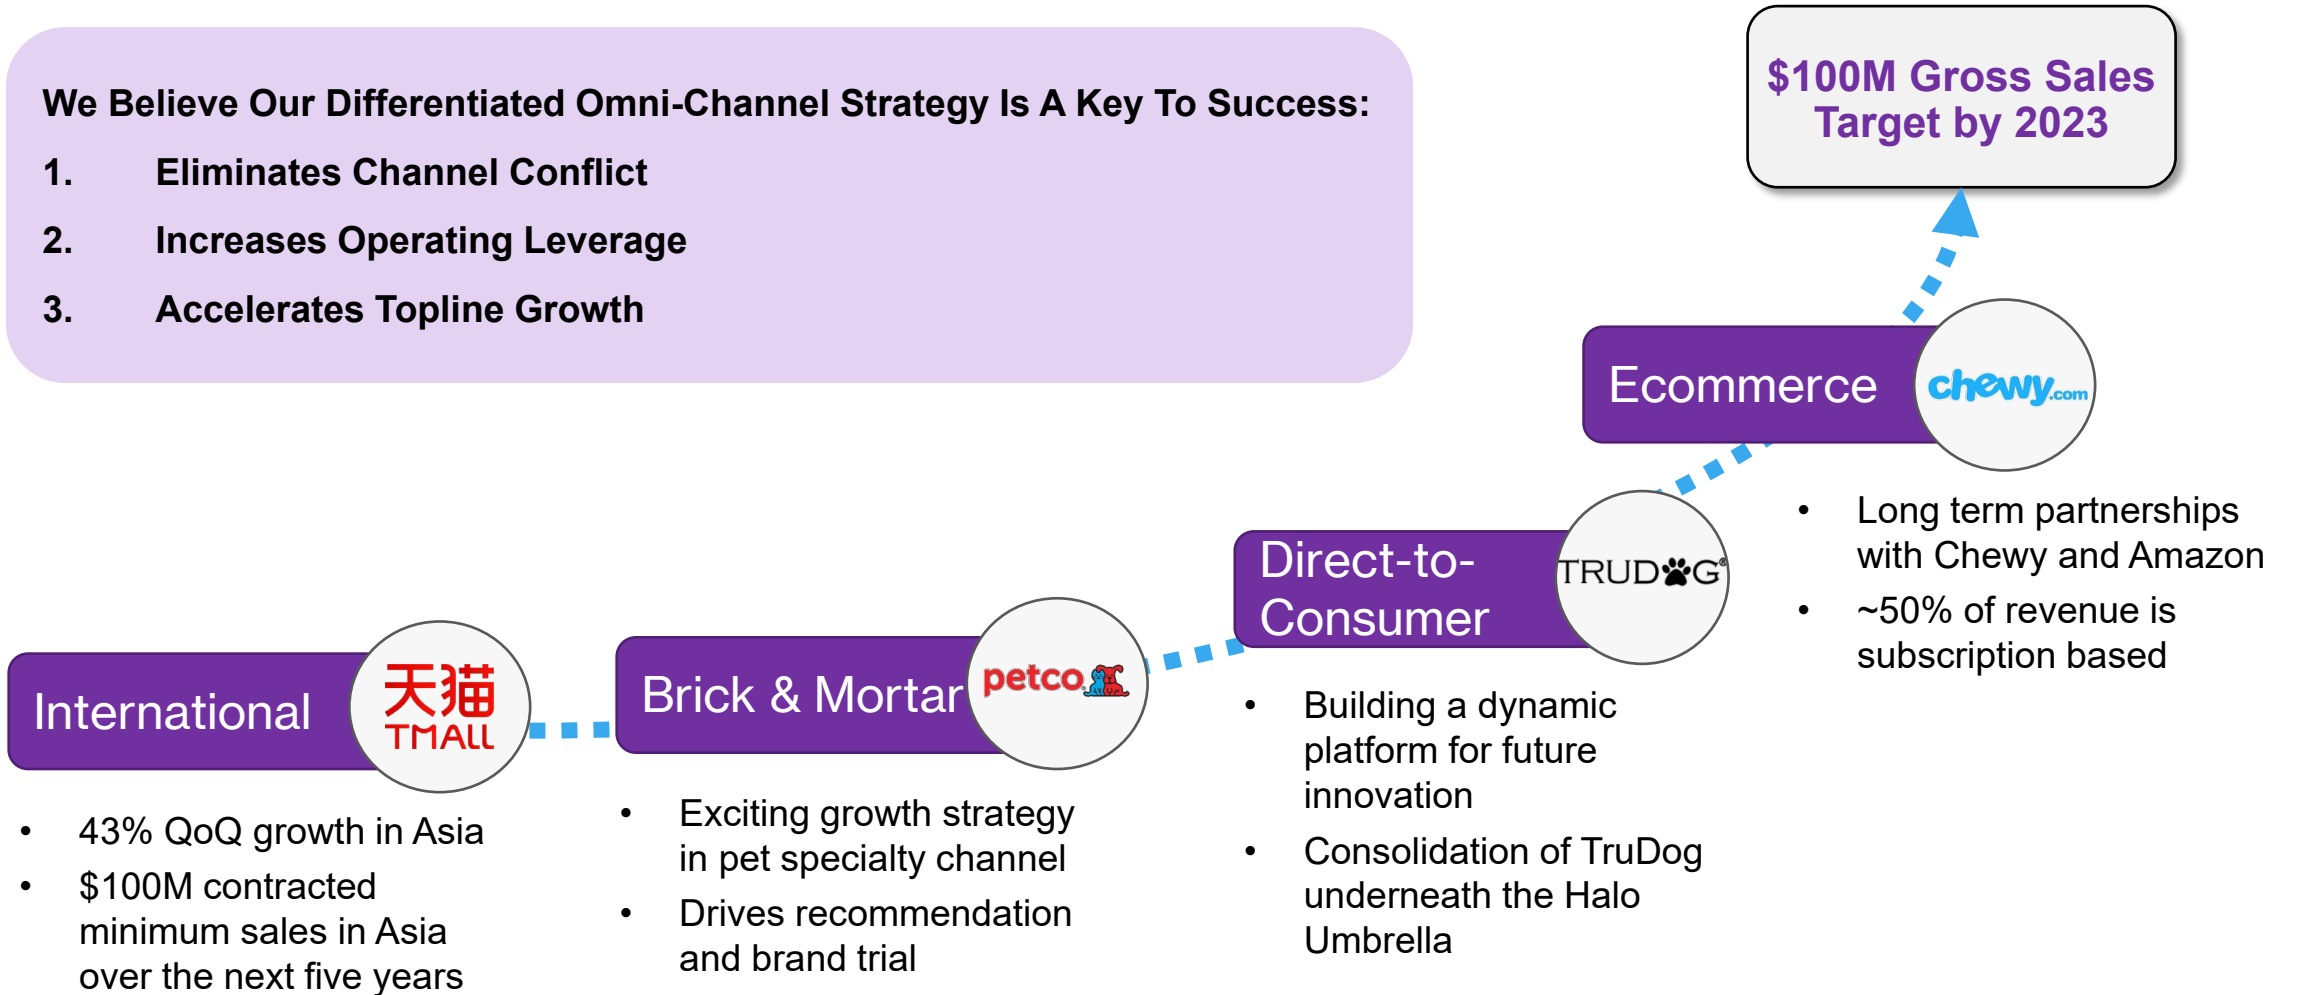 We Believe Our Differentiated Omni-Channel Strategy Is A Key To Success:
1. Eliminates Channel Conflict
2. Increases Operating Leverage
3. Accelerates Topline Growth
$100M Gross Sales
Target by 2023
International
天猫
TMALL
• 43% QoQ growth in Asia
• $100M contracted
minimum sales in Asia
over the next five years
Brick & Mortar
petco
• Exciting growth strategy
in pet specialty channel
• Drives recommendation
and brand trial
Direct-to-
Consumer
TRUDOG®
• Building a dynamic
platform for future
innovation
• Consolidation of TruDog
underneath the Halo
Umbrella
Ecommerce
chewy.com
• Long term partnerships
with Chewy and Amazon
• ~50% of revenue is
subscription based